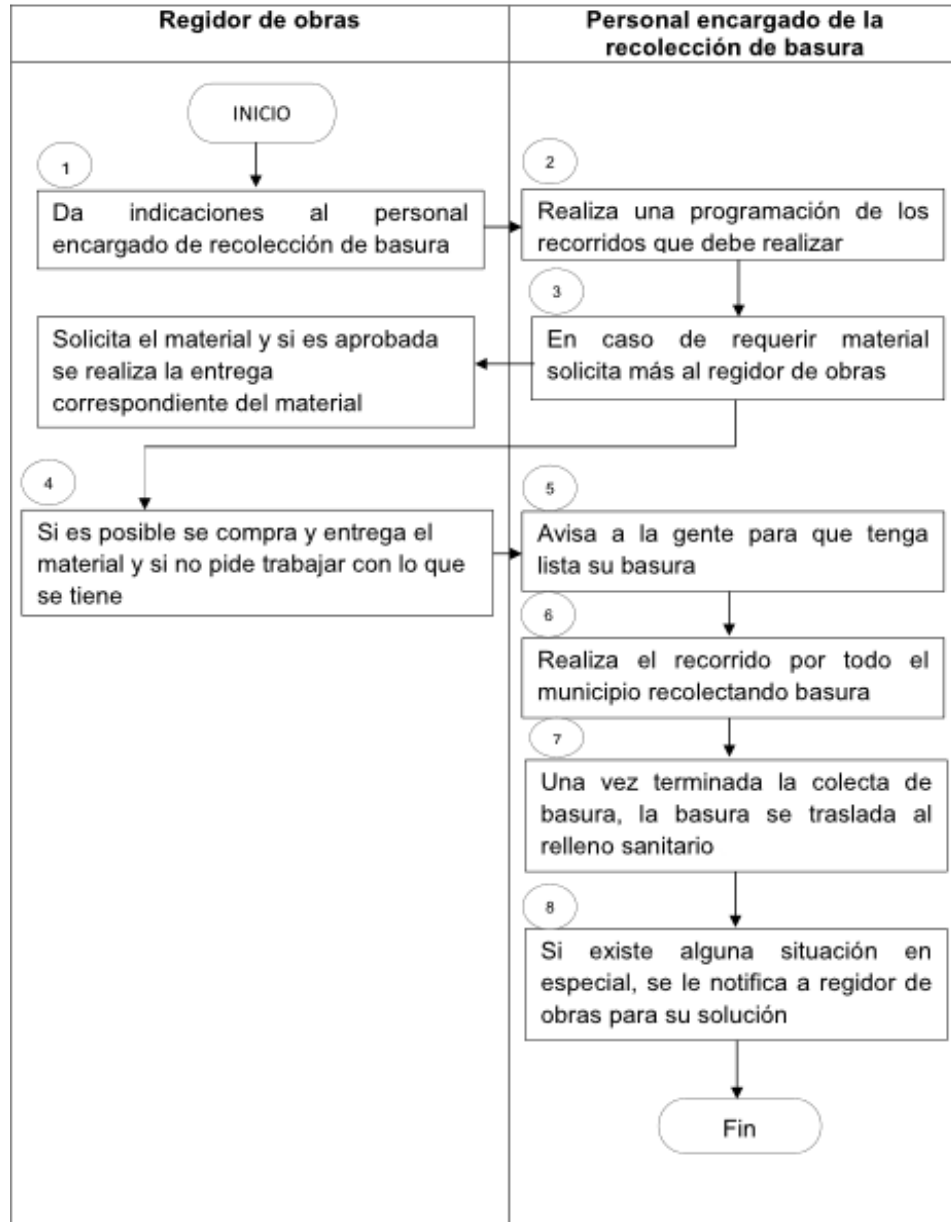 Regidor de obras
Personal encargado de la
recolección de basura
INICIO
1
Da indicaciones al personal
encargado de recolección de basura
2
Realiza una programación de los
recorridos que debe realizar
3
En caso de requerir material
solicita más al regidor de obras
Solicita el material y si es aprobada
se realiza la entrega
correspondiente del material
4
Si es posible se compra y entrega el
material y si no pide trabajar con lo que
se tiene
5
Avisa a la gente para que tenga
lista su basura
6
Realiza el recorrido por todo el
municipio recolectando basura
7
Una vez terminada la colecta de
basura, la basura se traslada al
relleno sanitario
8
Si existe alguna situación en
especial, se le notifica a regidor de
obras para su solución
Fin